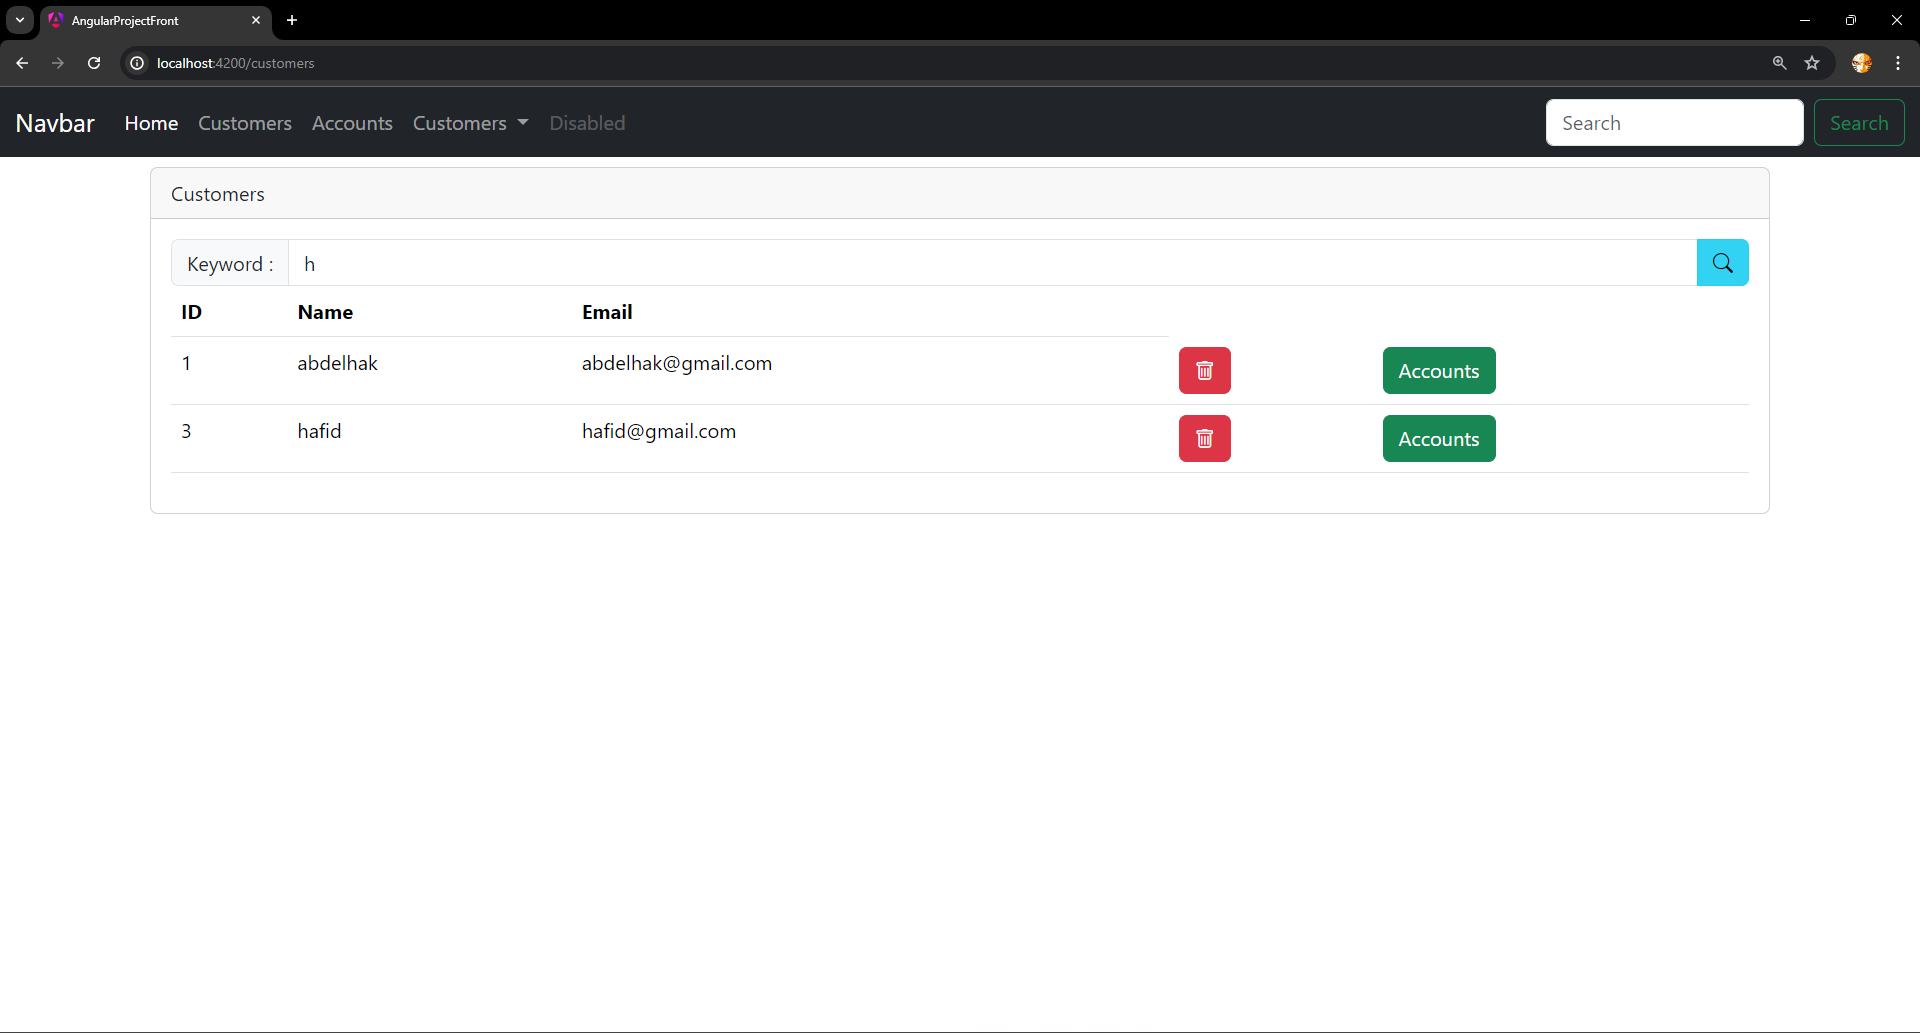 AngularProjectFront
localhost:4200/customers
Navbar Home Customers Accounts Customers Disabled Search Search
Customers
Keyword : h
ID Name Email
1 abdelhak abdelhak@gmail.com Accounts
3 hafid hafid@gmail.com Accounts